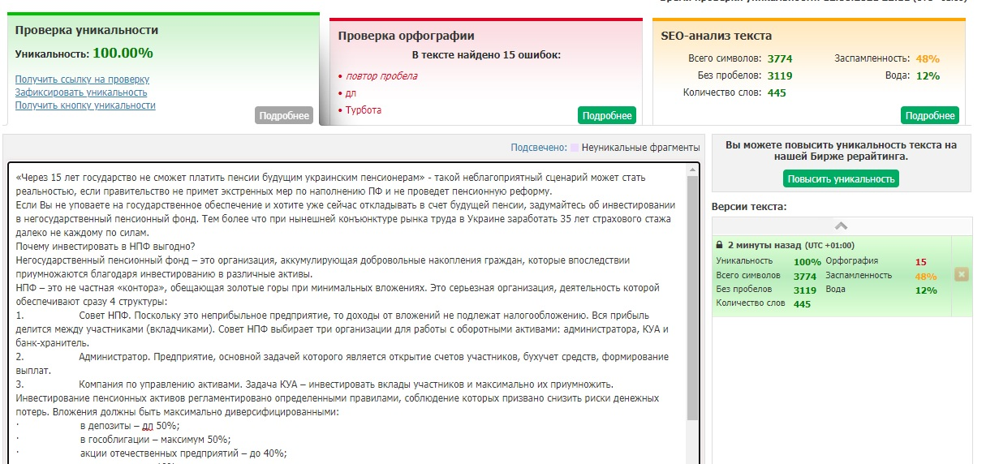 Проверка уникальности
Уникальность: 100.00%
Получить ссылку на проверку
Зафиксировать уникальность
Получить кнопку уникальности
Подробнее
Проверка орфографии
В тексте найдено 15 ошибок:
• повтор пробела
• дл
• Турбота
Подробнее
SEO-анализ текста
Всего символов: 3774 Заспамленность: 48%
Без пробелов: 3119 Вода: 12%
Количество слов: 445
Подробнее
Подсвечено: Неуникальные фрагменты
«Через 15 лет государство не сможет платить пенсии будущим украинским пенсионерам» - такой неблагоприятный сценарий может стать
реальностью, если правительство не примет экстренных мер по наполнению ПФ и не проведет пенсионную реформу.
Если Вы не уповаете на государственное обеспечение и хотите уже сейчас откладывать в счет будущей пенсии, задумайтесь об инвестировании
в негосударственный пенсионный фонд. Тем более что при нынешней конъюнктуре рынка труда в Украине заработать 35 лет страхового стажа
далеко не каждому по силам.
Почему инвестировать в НПФ выгодно?
Негосударственный пенсионный фонд – это организация, аккумулирующая добровольные накопления граждан, которые впоследствии
приумножаются благодаря инвестированию в различные активы.
НПФ – это не частная «контора», обещающая золотые горы при минимальных вложениях. Это серьезная организация, деятельность которой
обеспечивают сразу 4 структуры:
1. Совет НПФ. Поскольку это неприбыльное предприятие, то доходы от вложений не подлежат налогообложению. Вся прибыль
делится между участниками (вкладчиками). Совет НПФ выбирает три организации для работы с оборотными активами: администратора, КУА и
банк-хранитель.
2. Администратор. Предприятие, основной задачей которого является открытие счетов участников, бухучет средств, формирование
выплат.
3. Компания по управлению активами. Задача КУА – инвестировать вклады участников и максимально их приумножить.
Инвестирование пенсионных активов регламентировано определенными правилами, соблюдение которых призвано снизить риски денежных
потерь. Вложения должны быть максимально диверсифицированными:
· в депозиты – дл 50%;
· в гособлигации – максимум 50%;
· акции отечественных предприятий – до 40%;
Вы можете повысить уникальность текста на
нашей Бирже рерайтинга.
Повысить уникальность
Версии текста:
2 минуты назад (UTC +01:00)
Уникальность 100% Орфография 15
Всего символов 3774 Заспамленность 48%
Без пробелов 3119 Вода 12%
Количество слов 445